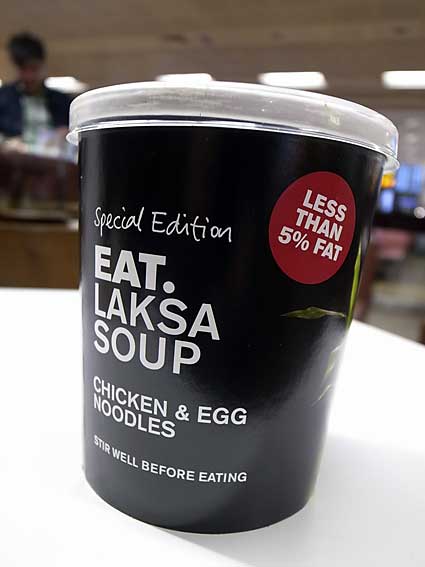 Special Edition
EAT.
LAKSA
SOUP
CHICKEN & EGG
NOODLES
STIR WELL BEFORE EATING
LESS
THAN
5% FAT